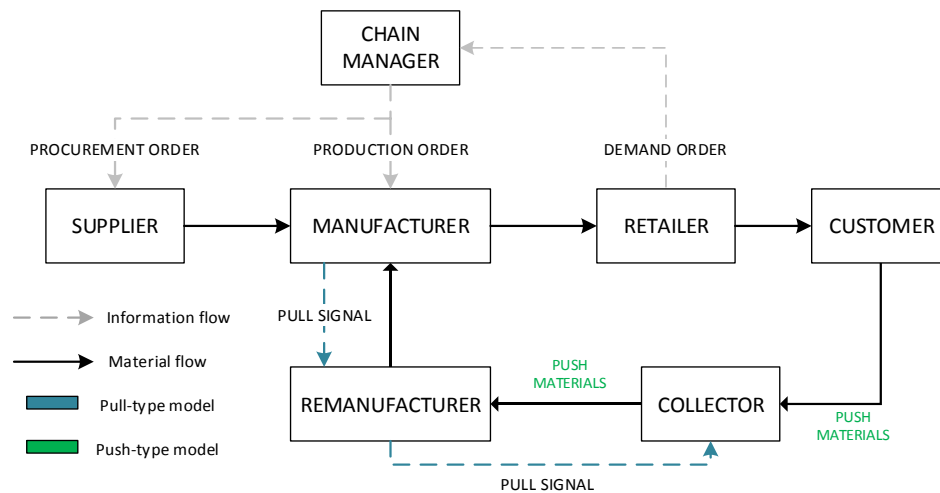 CHAIN
MANAGER
PROCUREMENT ORDER
PRODUCTION ORDER
DEMAND ORDER
SUPPLIER
MANUFACTURER
RETAILER
CUSTOMER
Information flow
PULL SIGNAL
Material flow
PUSH
MATERIALS
Pull-type model
REMANUFACTURER
COLLECTOR
PUSH
MATERIALS
Push-type model
PULL SIGNAL